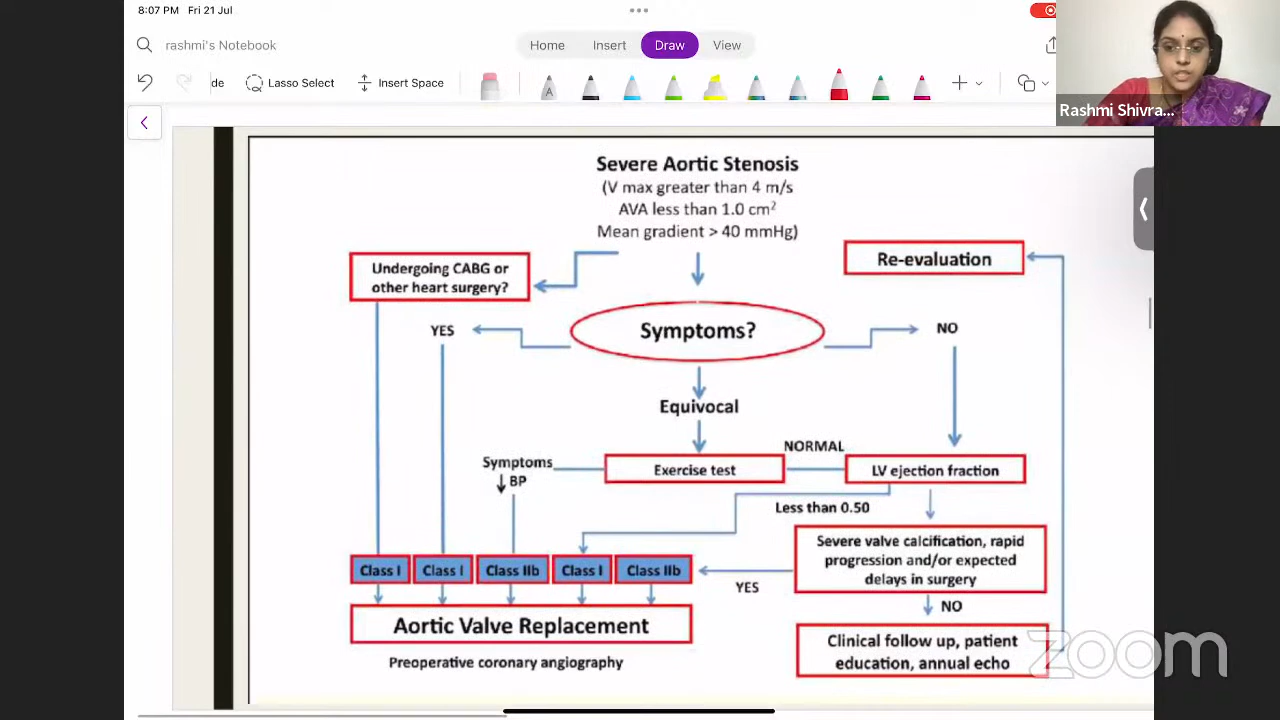 8:07 PM Fri 21 Jul
rashmi's Notebook
Home Insert Draw View
de Lasso Select Insert Space
A
Rashmi Shivra...
Severe Aortic Stenosis
(V max greater than 4 m/s
AVA less than 1.0 cm²
Mean gradient > 40 mmHg)
Undergoing CABG or
other heart surgery?
Re-evaluation
YES
Symptoms?
NO
Equivocal
NORMAL
Symptoms
↓ BP
Exercise test
LV ejection fraction
Less than 0.50
Severe valve calcification, rapid
progression and/or expected
delays in surgery
Class I
Class I
Class IIb
Class I
Class IIb
YES
NO
Aortic Valve Replacement
Clinical follow up, patient
education, annual echo
Preoperative coronary angiography
zoom